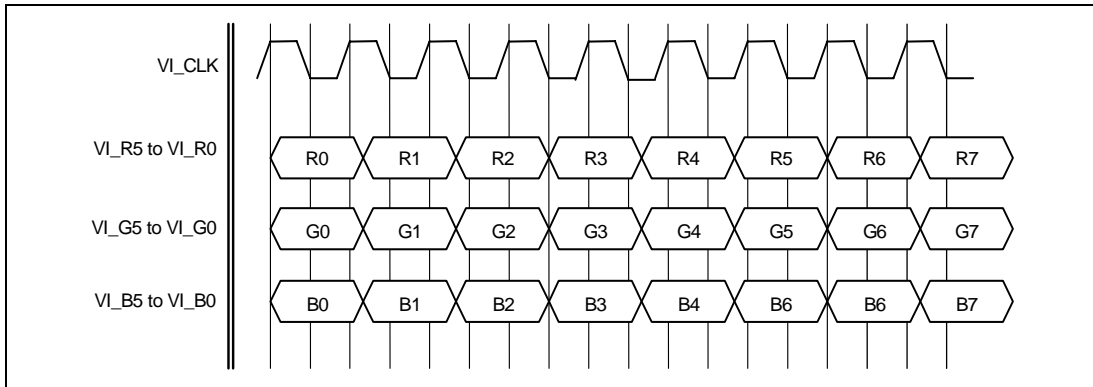 VI_CLK
VI_R5 to VI_R0 R0 R1 R2 R3 R4 R5 R6 R7
VI_G5 to VI_G0 G0 G1 G2 G3 G4 G5 G6 G7
VI_B5 to VI_B0 B0 B1 B2 B3 B4 B6 B6 B7